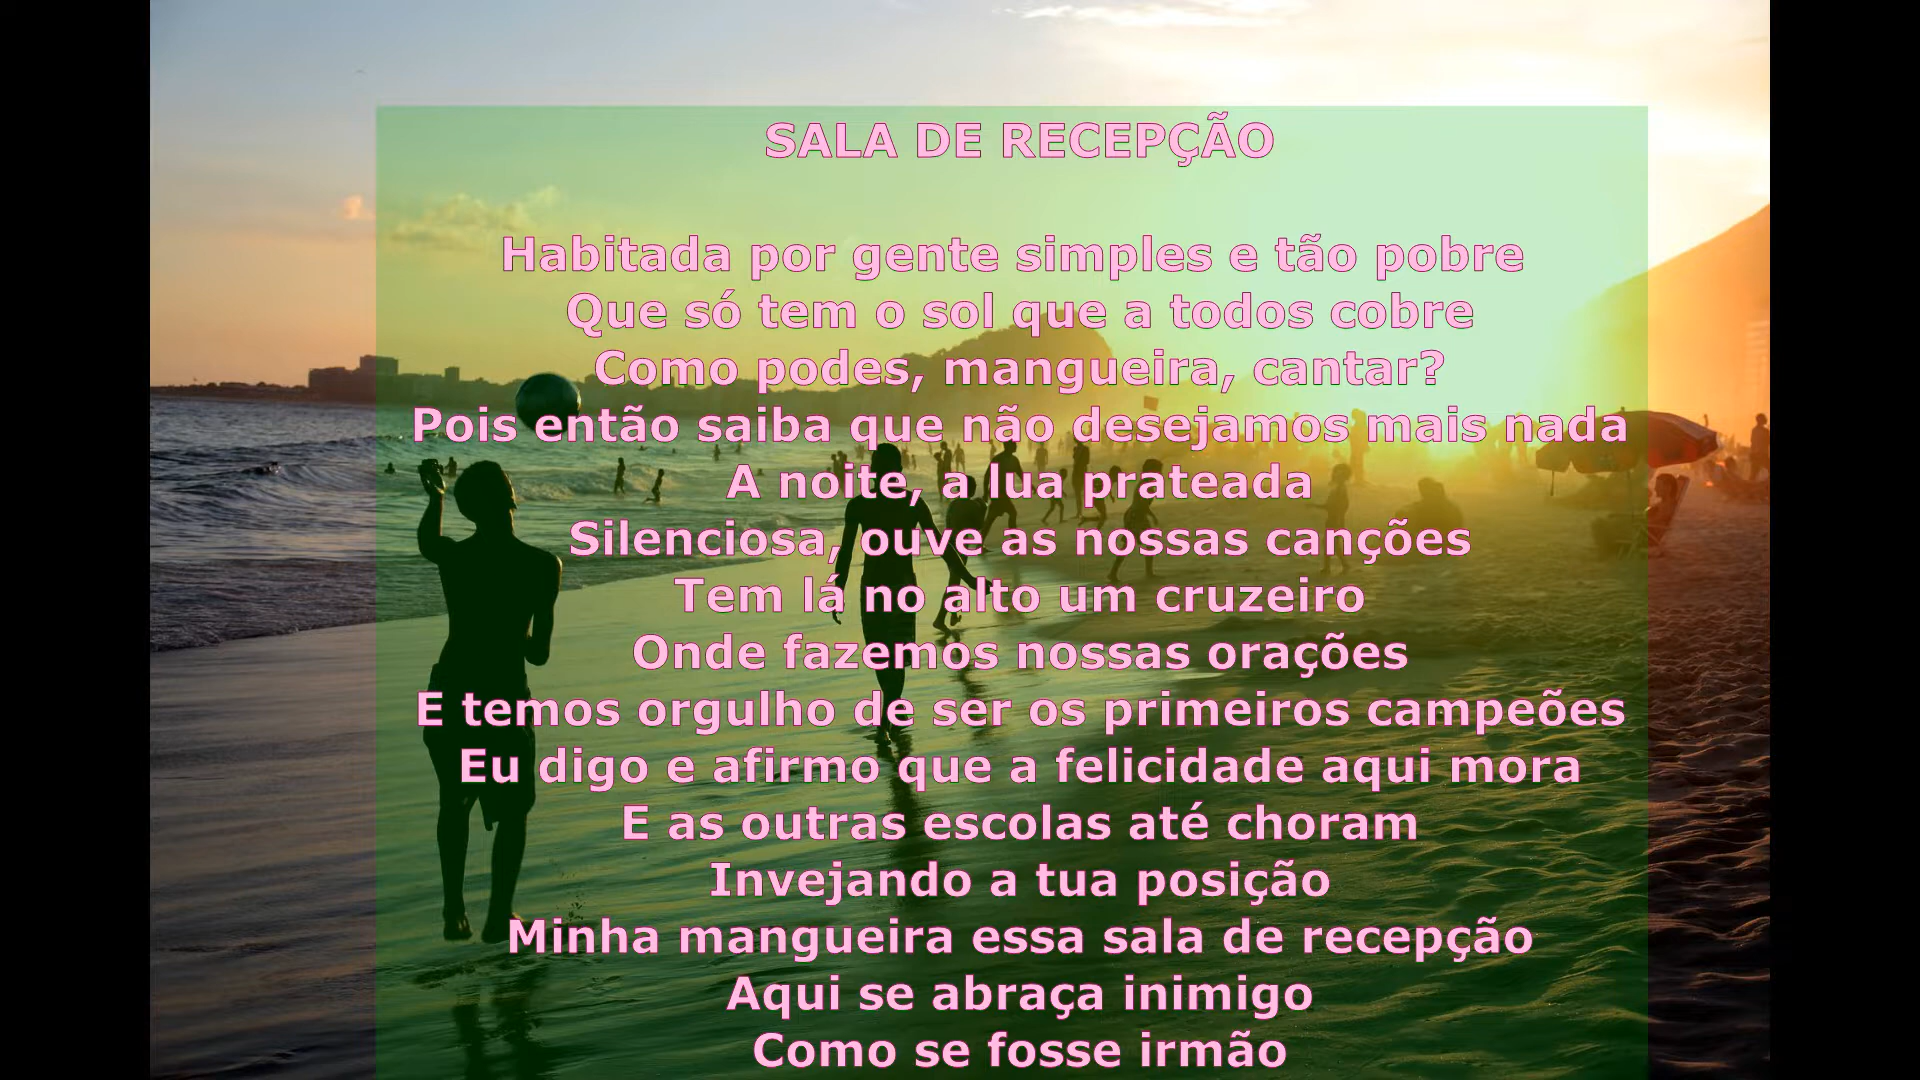 SALA DE RECEPÇÃO
Habitada por gente simples e tão pobre
Que só tem o sol que a todos cobre
Como podes, mangueira, cantar?
Pois então saiba que não desejamos mais nada
A noite, a lua prateada
Silenciosa, ouve as nossas canções
Tem lá no alto um cruzeiro
Onde fazemos nossas orações
E temos orgulho de ser os primeiros campeões
Eu digo e afirmo que a felicidade aqui mora
E as outras escolas até choram
Invejando a tua posição
Minha mangueira essa sala de recepção
Aqui se abraça inimigo
Como se fosse irmão